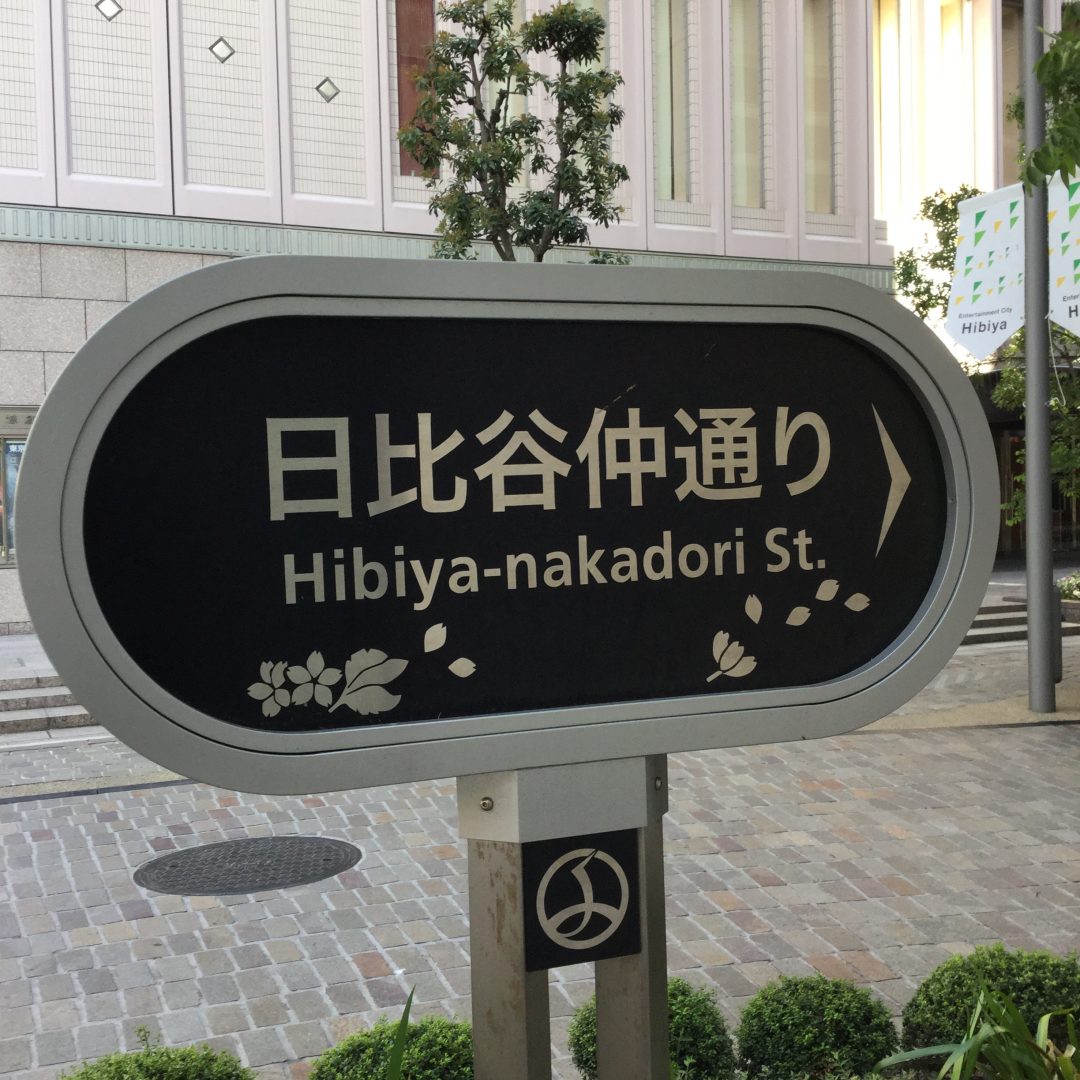 日比谷仲通り
Hibiya-nakadori St.
Entertainment City
Hibiya